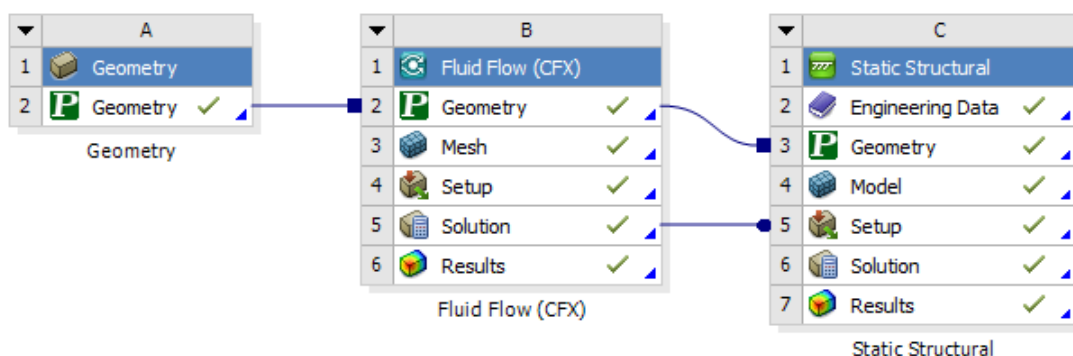 A
1 Geometry
2 P Geometry
Geometry
B
1 Fluid Flow (CFX)
2 P Geometry
3 Mesh
4 Setup
5 Solution
6 Results
Fluid Flow (CFX)
C
1 Static Structural
2 Engineering Data
3 P Geometry
4 Model
5 Setup
6 Solution
7 Results
Static Structural